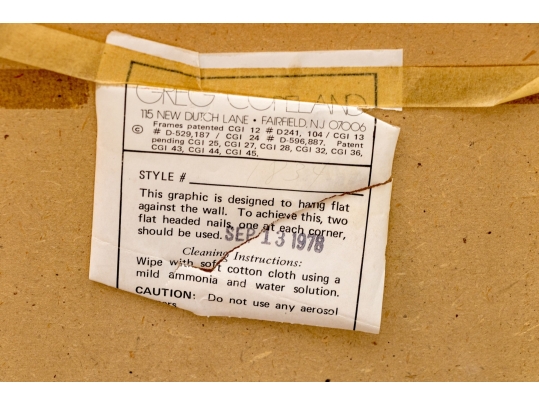 GREG COPELAND
115 NEW DUTCH LANE • FAIRFIELD, NJ 07006
© Frames patented CGI 12 # D241, 104 / CGI 13
# D-529,187 / CGI 24 # D-596,887. Patent
pending CGI 25, CGI 27, CGI 28, CGI 32, CGI 36,
CGI 43, CGI 44, CGI 45.
STYLE #
This graphic is designed to hang flat
against the wall. To achieve this, two
flat headed nails, one at each corner,
should be used. SEP 13 1978
Cleaning Instructions:
Wipe with soft cotton cloth using a
mild ammonia and water solution.
CAUTION: Do not use any aerosol